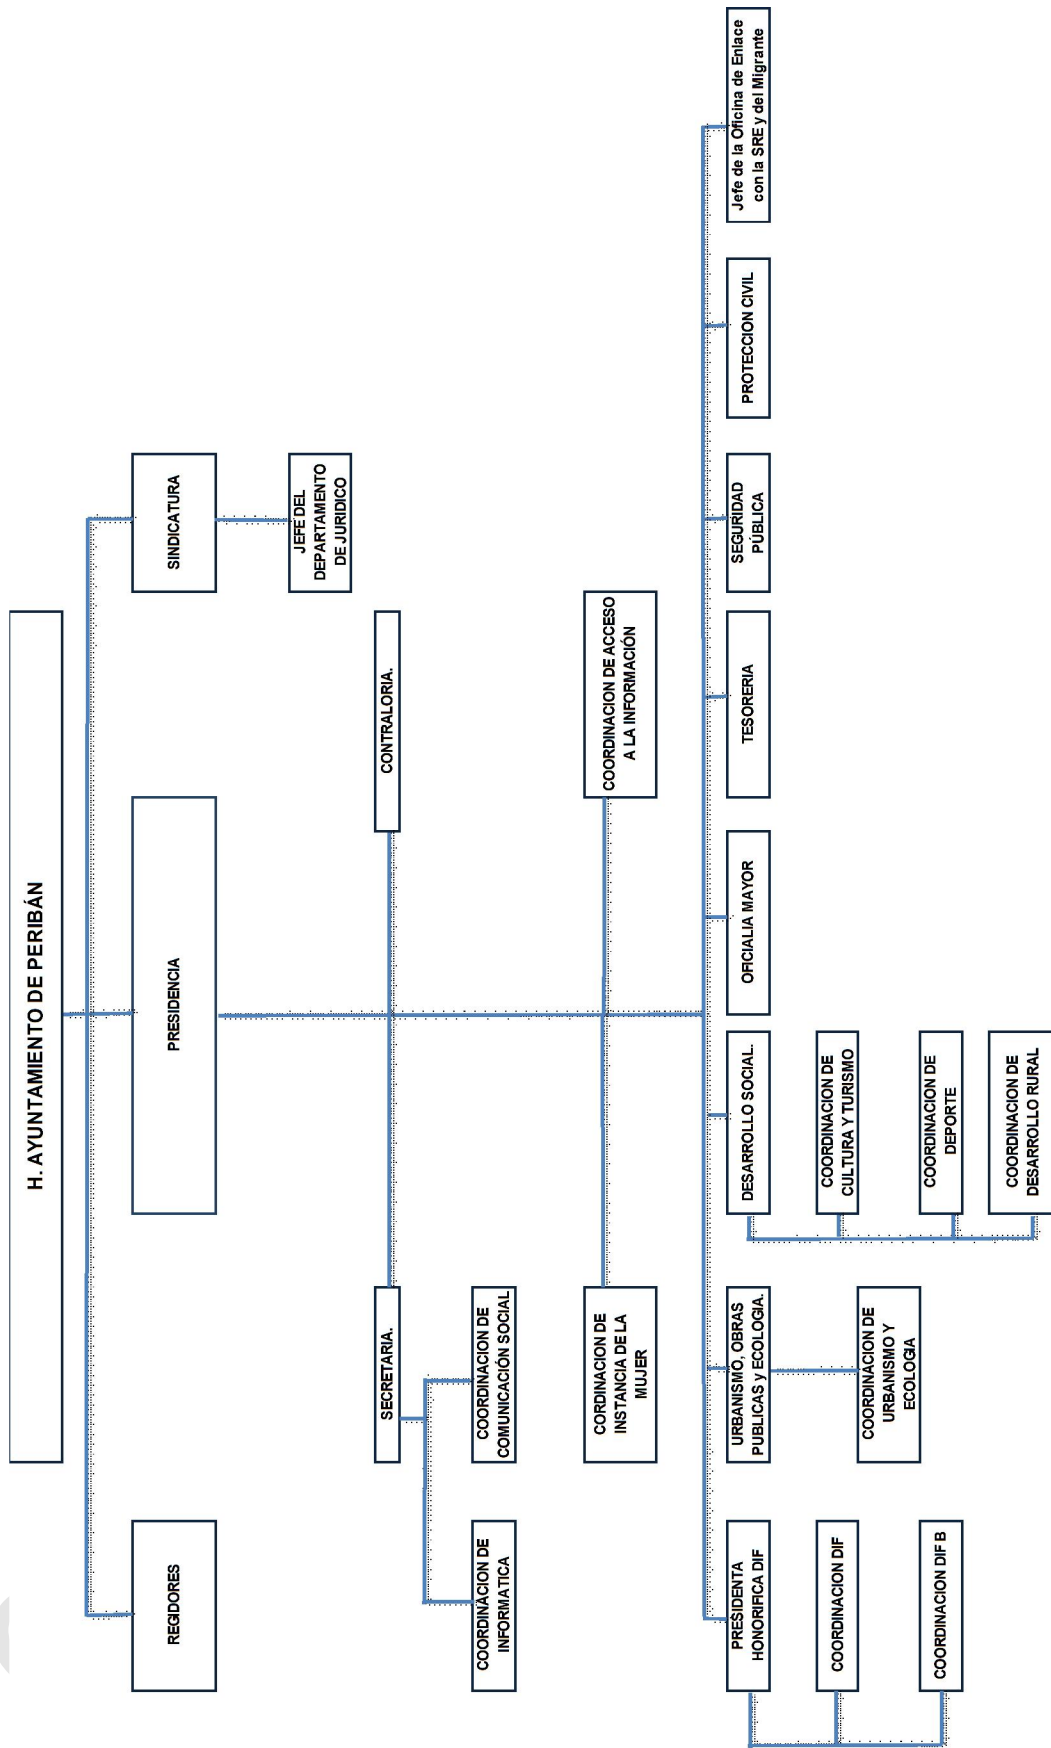 H. AYUNTAMIENTO DE PERIBÁN
REGIDORES
PRESIDENCIA
SINDICATURA
JEFE DEL
DEPARTAMENTO
DE JURIDICO
SECRETARIA.
CONTRALORIA.
COORDINACION DE
INFORMATICA
COORDINACION DE
COMUNICACIÓN SOCIAL
CORDINACION DE
INSTANCIA DE LA
MUJER
COORDINACION DE ACCESO
A LA INFORMACIÓN
PRESIDENTA
HONORIFICA DIF
URBANISMO, OBRAS
PUBLICAS y ECOLOGIA.
DESARROLLO SOCIAL.
OFICIALIA MAYOR
TESORERIA
SEGURIDAD
PÚBLICA
PROTECCION CIVIL
Jefe de la Oficina de Enlace
con la SRE y del Migrante
COORDINACION DIF
COORDINACION DE
URBANISMO Y
ECOLOGIA
COORDINACION DE
CULTURA Y TURISMO
COORDINACION DIF B
COORDINACION DE
DEPORTE
COORDINACION DE
DESARROLLO RURAL